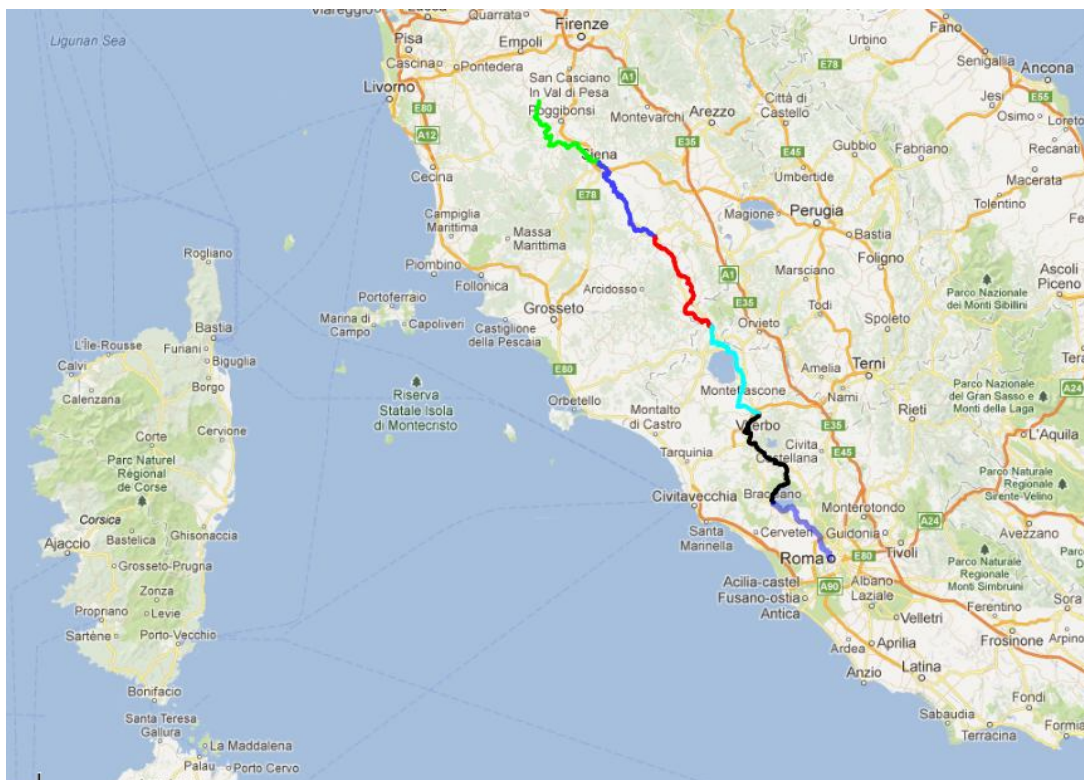 Viareggio
Lucca
Quarrata
Firenze
Fano
Ligurian Sea
Pisa
Empoli
Urbino
Senigallia
Cascina
Pontedera
E78
Ancona
San Casciano
In Val di Pesa
A1
Jesi
E55
Livorno
E80
Poggibonsi
Montevarchi
Arezzo
Città di
Castello
Osimo
Loreto
A12
E35
E45
Gubbio
Fabriano
Recanati
Cecina
Siena
Umbertide
Macerata
E78
Tolentino
Campiglia
Marittima
Magione
Perugia
Massa
Marittima
Bastia
Rogliano
Piombino
Follonica
A1
Marsciano
Foligno
Ascoli
Piceno
Portoferraio
Arcidosso
Parco Nazionale
dei Monti Sibillini
Marina di
Campo
Capoliveri
Grosseto
E35
Todi
Bastia
Castiglione
della Pescaia
Orvieto
Spoleto
L'Île-Rousse
Furiani
Calvi
Biguglia
E80
Amelia
Terni
Calenzana
Borgo
Riserva
Statale Isola
di Montecristo
Orbetello
Montefiascone
Narni
Parco Nazionale
del Gran Sasso e
Monti della Laga
A24
Cervione
Montalto
di Castro
Viterbo
E35
Rieti
Corte
Civita
Castellana
L'Aquila
Parc Naturel
Régional
de Corse
Tarquinia
E45
Parco Naturale
Regionale
Sirente-Velino
Corsica
Civitavecchia
Bracciano
Monterotondo
Ajaccio
Bastelica
Ghisonaccia
Santa
Marinella
Cerveteri
Guidonia
A24
Avezzano
Grosseto-Prugna
Roma
E80
Tivoli
Parco Naturale
Regionale
Monti Simbruini
Zonza
Acilia-castel
Fusano-ostia
Antica
A90
Albano
Laziale
Propriano
Levie
Ferentino
Sora
Sartène
Porto-Vecchio
Velletri
Frosinone
Arpino
Ardea
Aprilia
Bonifacio
Anzio
Latina
Santa Teresa
Gallura
Fondi
Sabaudia
Formia
La Maddalena
Terracina
Palau
Porto Cervo